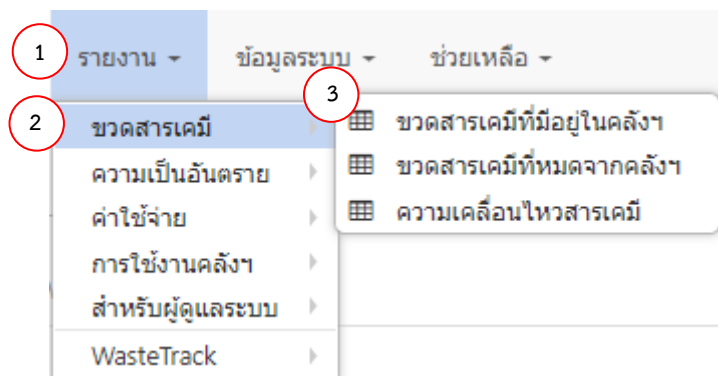 1 รายงาน ข้อมูลระบบ ช่วยเหลือ
3
2 ขวดสารเคมี ขวดสารเคมีที่มีอยู่ในคลังฯ
ความเป็นอันตราย ขวดสารเคมีที่หมดจากคลังฯ
ค่าใช้จ่าย ความเคลื่อนไหวสารเคมี
การใช้งานคลังฯ
สำหรับผู้ดูแลระบบ
WasteTrack